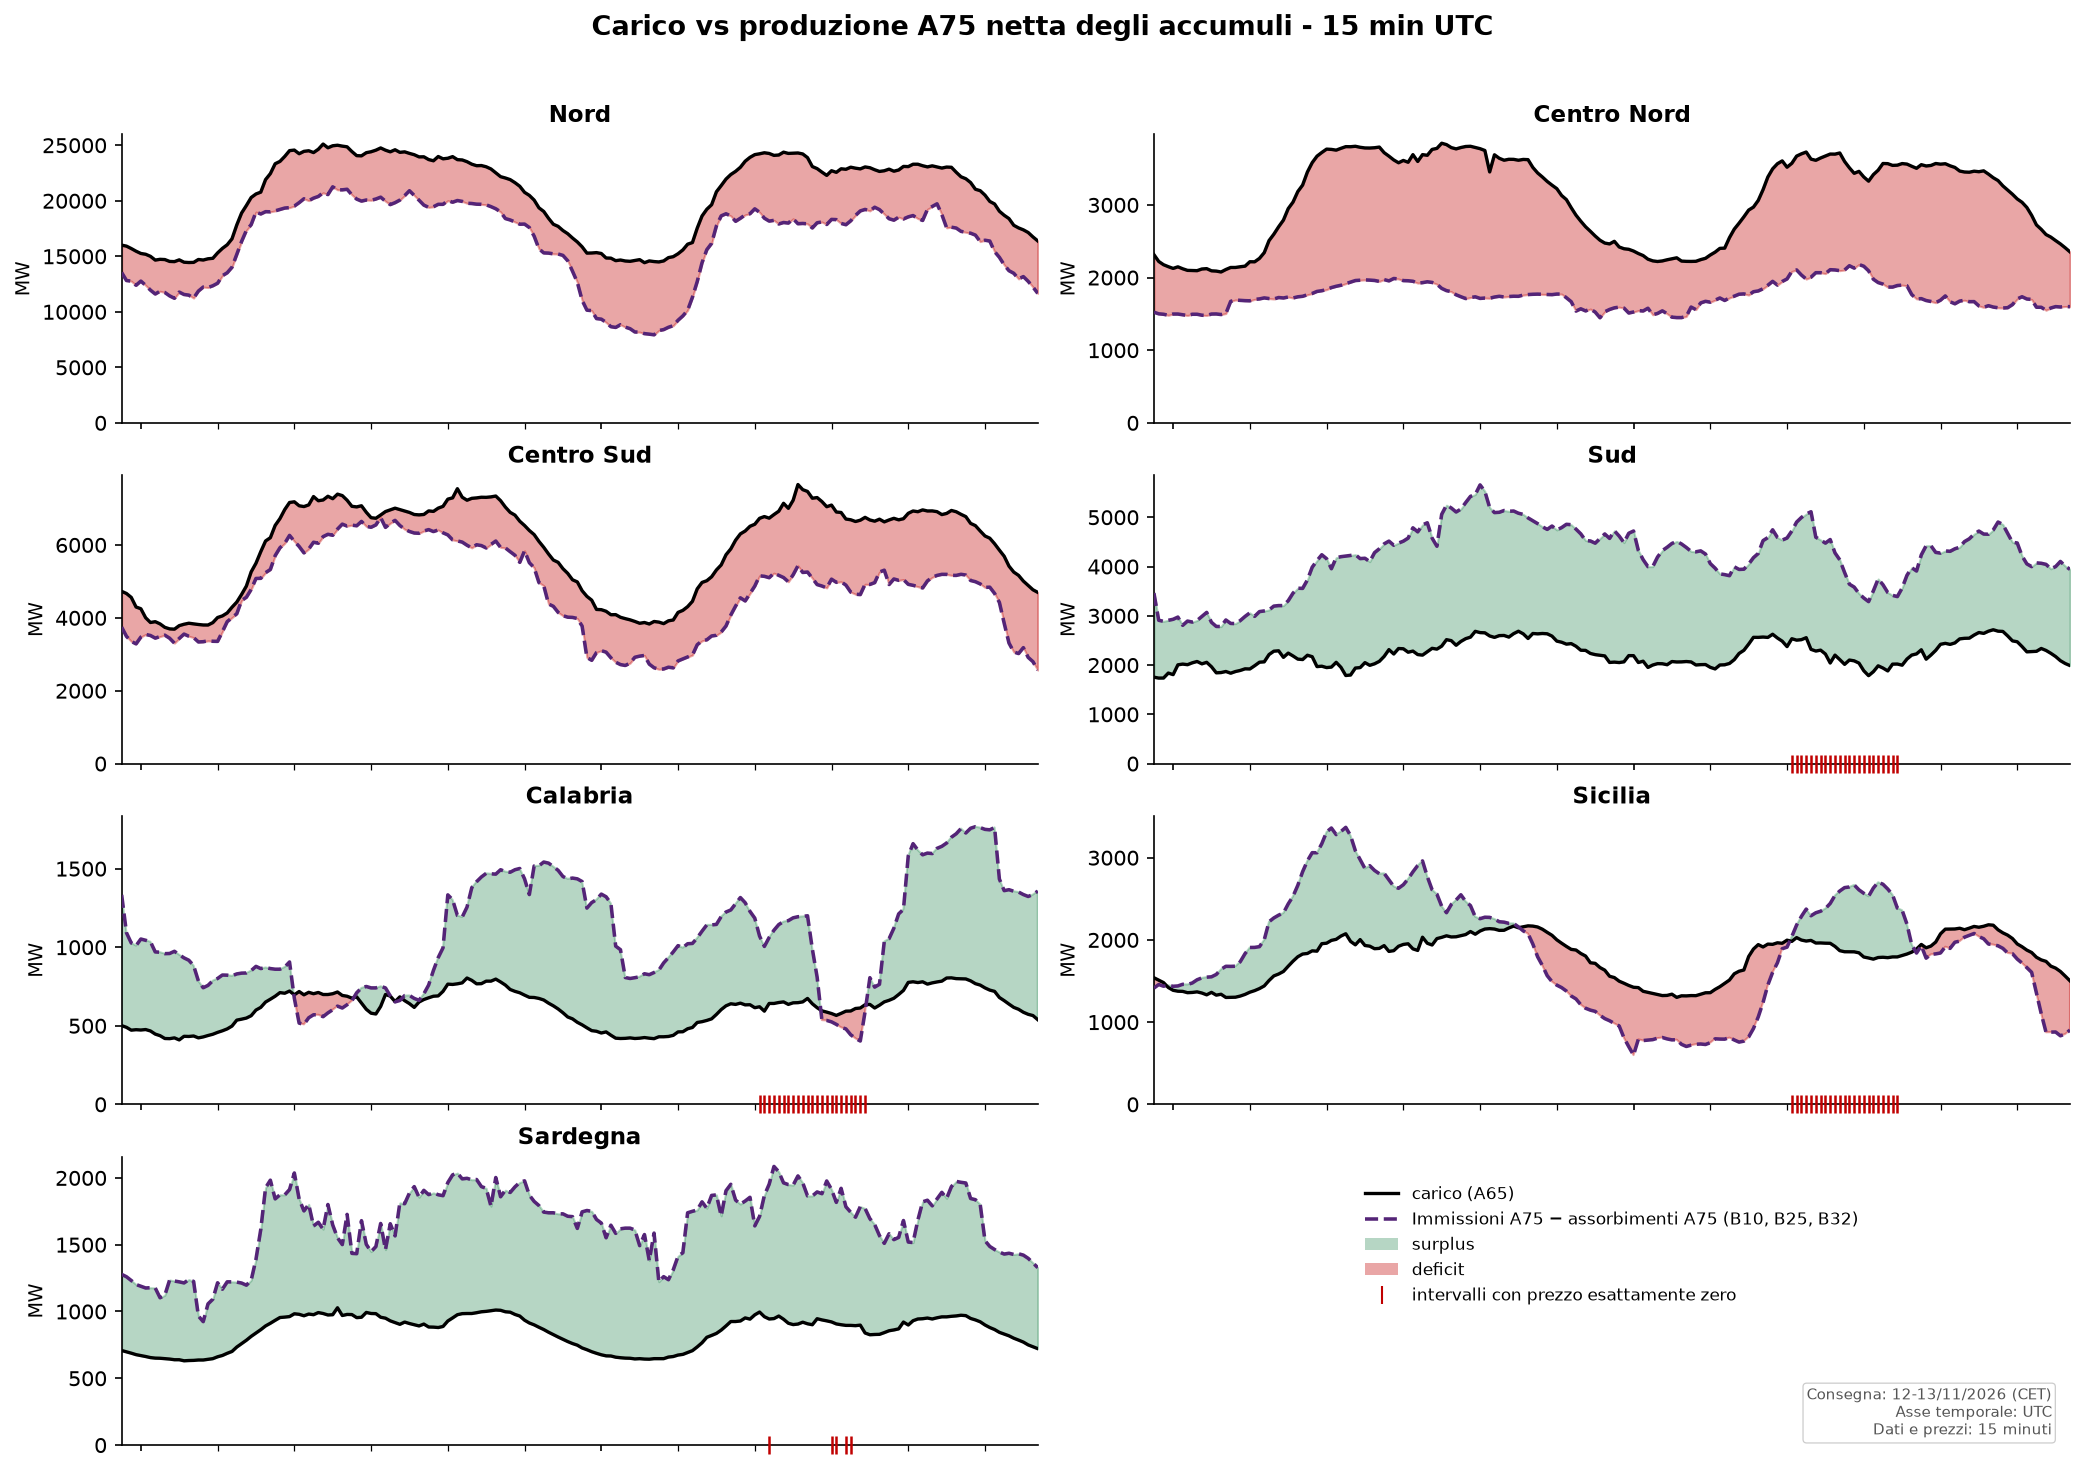 Carico vs produzione A75 netta degli accumuli - 15 min UTC
Nord
25000
20000
15000
10000
5000
0
MW
Centro Nord
3000
2000
1000
0
MW
Centro Sud
6000
4000
2000
0
MW
Sud
5000
4000
3000
2000
1000
0
MW
Calabria
1500
1000
500
0
MW
Sicilia
3000
2000
1000
0
MW
Sardegna
2000
1500
1000
500
0
MW
carico (A65)
Immissioni A75 − assorbimenti A75 (B10, B25, B32)
surplus
deficit
intervalli con prezzo esattamente zero
Consegna: 12-13/11/2026 (CET)
Asse temporale: UTC
Dati e prezzi: 15 minuti